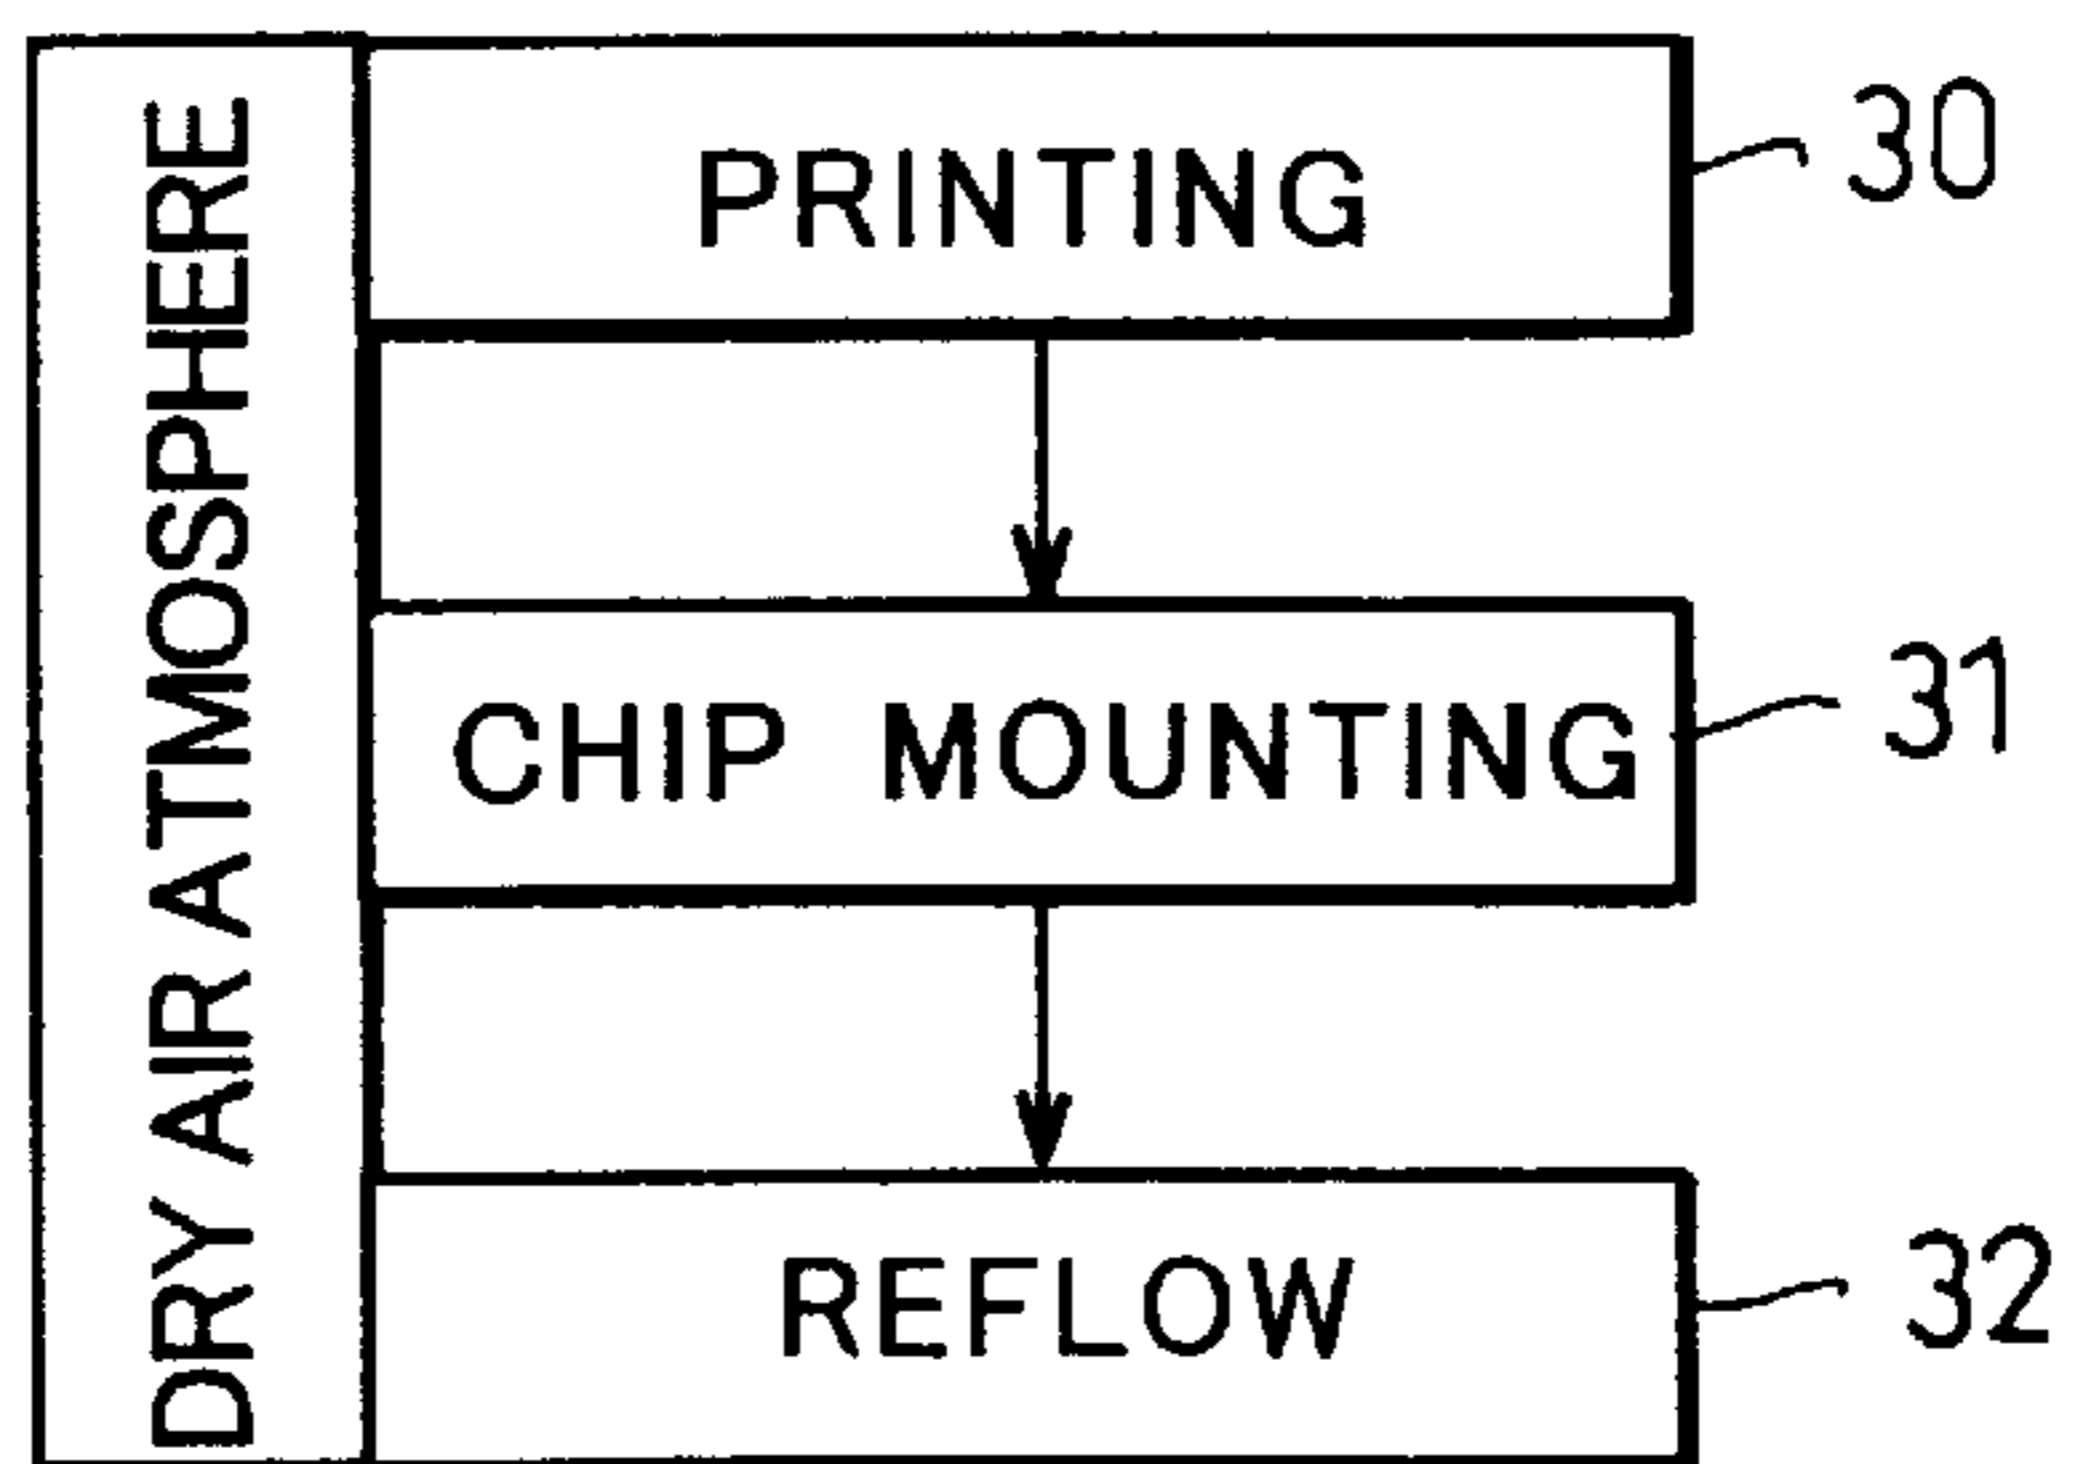 DRY AIR ATMOSPHERE
PRINTING
30
CHIP MOUNTING
31
REFLOW
32